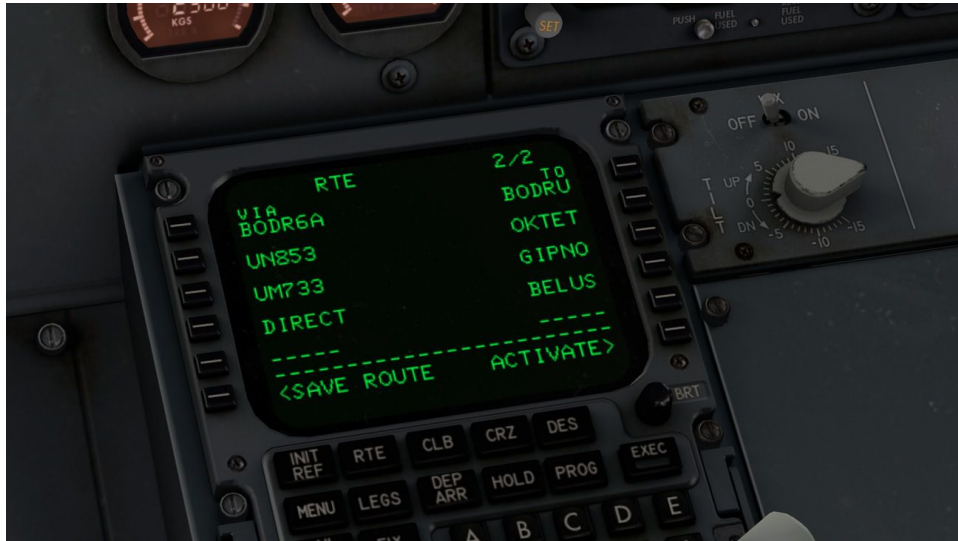 KGS
SET
PUSH
FUEL
USED
FUEL
USED
OFF
ON
RTE 2/2
VIA TO
BODR6A BODRU
UN853 OKTET
UM733 GIPNO
DIRECT BELUS
----- -----
------------------------
<SAVE ROUTE ACTIVATE>
15
10
5
UP
0
DN
-5
-10
-15
TILT
BRT
INIT
REF
RTE
CLB
CRZ
DES
EXEC
MENU
LEGS
DEP
ARR
HOLD
PROG
A B C D E